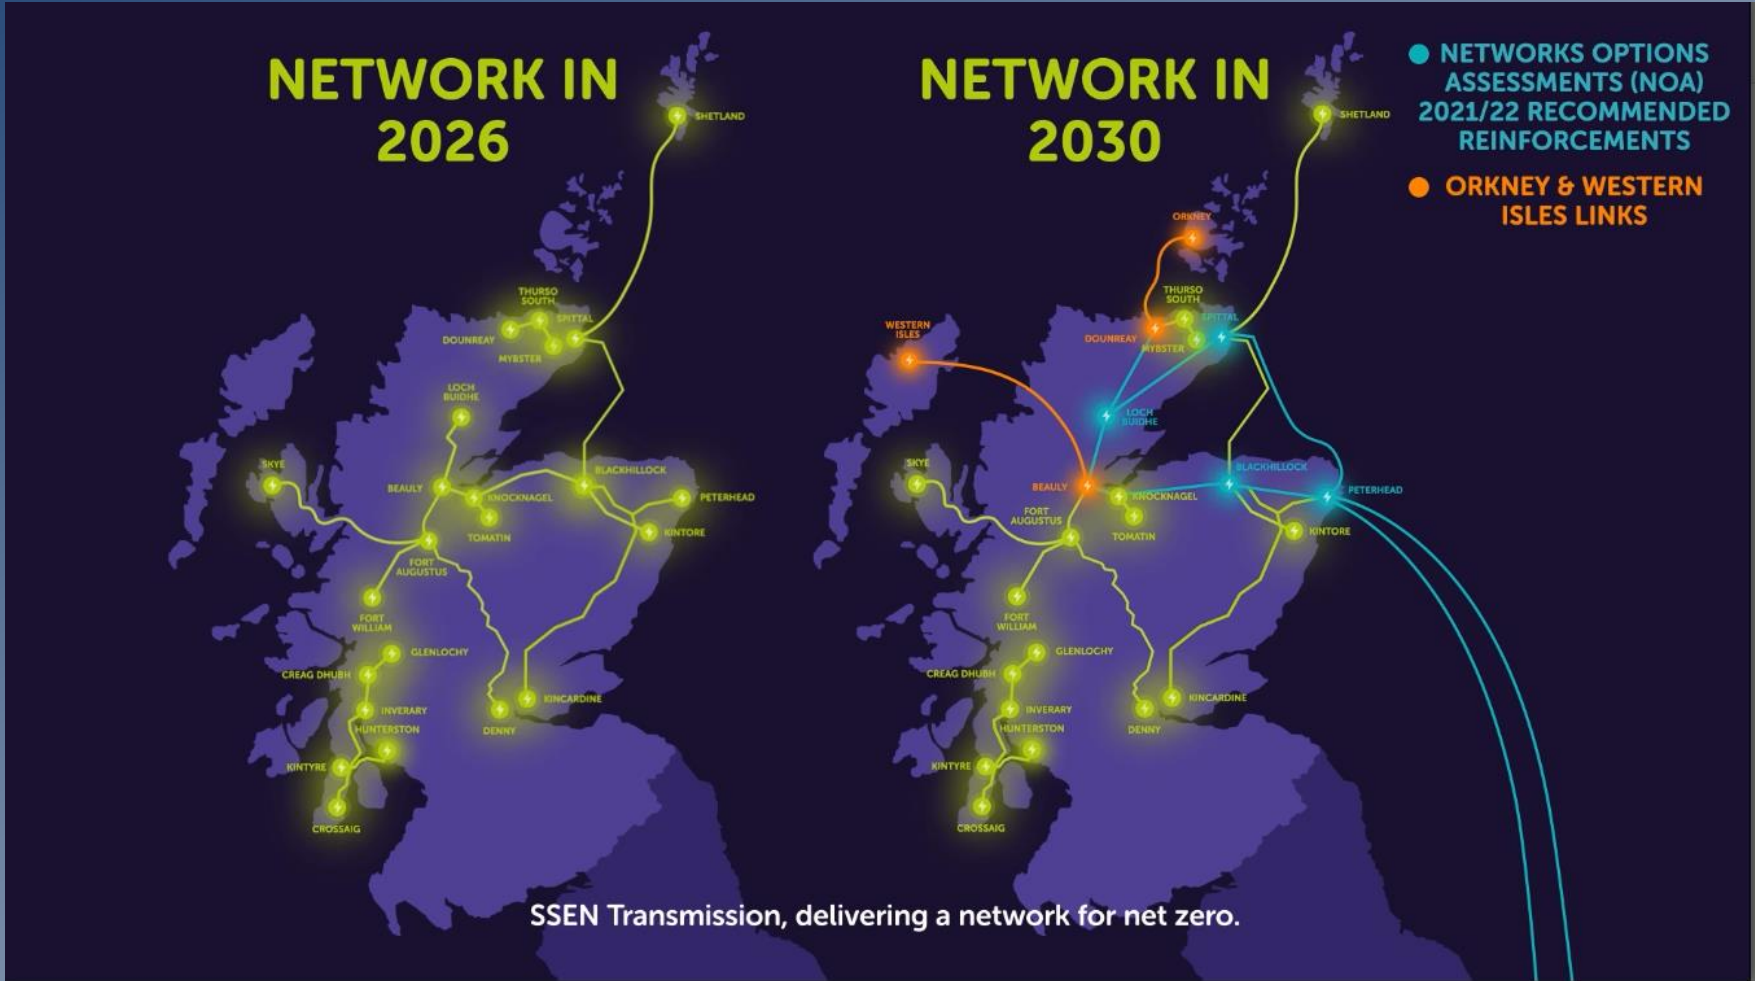 NETWORK IN
2026
SHETLAND
THURSO
SOUTH
SPITTAL
DOUNREAY
MYBSTER
LOCH
BUIDHE
SKYE
BEAULY
KNOCKNAGEL
BLACKHILLOCK
PETERHEAD
KINTORE
TOMATIN
FORT
AUGUSTUS
FORT
WILLIAM
GLENLOCHY
CREAG DHUBH
INVERARY
HUNTERSTON
KINTYRE
CROSSAIG
DENNY
KINCARDINE
NETWORK IN
2030
SHETLAND
ORKNEY
THURSO
SOUTH
SPITTAL
WESTERN
ISLES
DOUNREAY
MYBSTER
LOCH
BUIDHE
SKYE
BEAULY
KNOCKNAGEL
BLACKHILLOCK
PETERHEAD
KINTORE
TOMATIN
FORT
AUGUSTUS
FORT
WILLIAM
GLENLOCHY
CREAG DHUBH
INVERARY
HUNTERSTON
KINTYRE
CROSSAIG
DENNY
KINCARDINE
NETWORKS OPTIONS
ASSESSMENTS (NOA)
2021/22 RECOMMENDED
REINFORCEMENTS
ORKNEY & WESTERN
ISLES LINKS
SSEN Transmission, delivering a network for net zero.